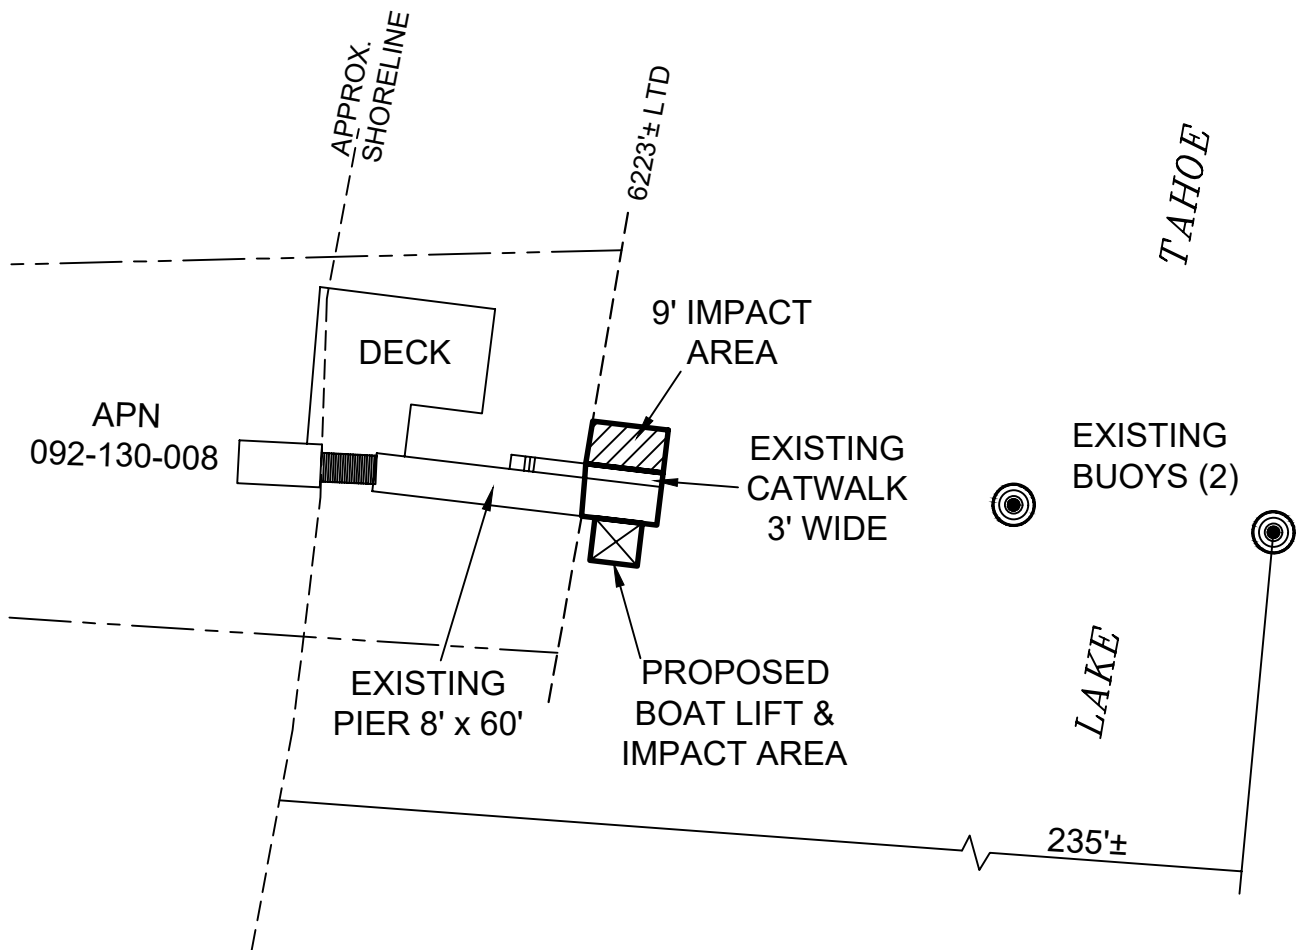 APPROX.
SHORELINE
6223'± LTD
TAHOE
9' IMPACT
AREA
DECK
APN
092-130-008
EXISTING
CATWALK
3' WIDE
EXISTING
BUOYS (2)
EXISTING
PIER 8' x 60'
PROPOSED
BOAT LIFT &
IMPACT AREA
LAKE
235'±